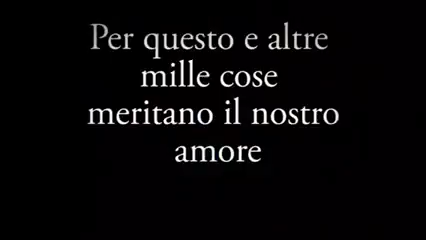 Per questo e altre
mille cose
meritano il nostro
amore